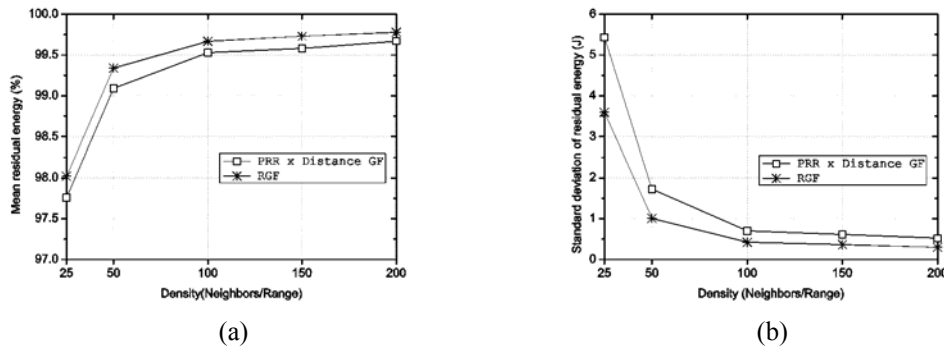 100.0
99.5
99.0
98.5
98.0
97.5
97.0
25
50
100
150
200
Mean residual energy (%)
Density(Neighbors/Range)
PRR x Distance GF
RGF
(a)
6
5
4
3
2
1
0
25
50
100
150
200
Standard deviation of residual energy (J)
Density (Neighbors/Range)
PRR x Distance GF
RGF
(b)